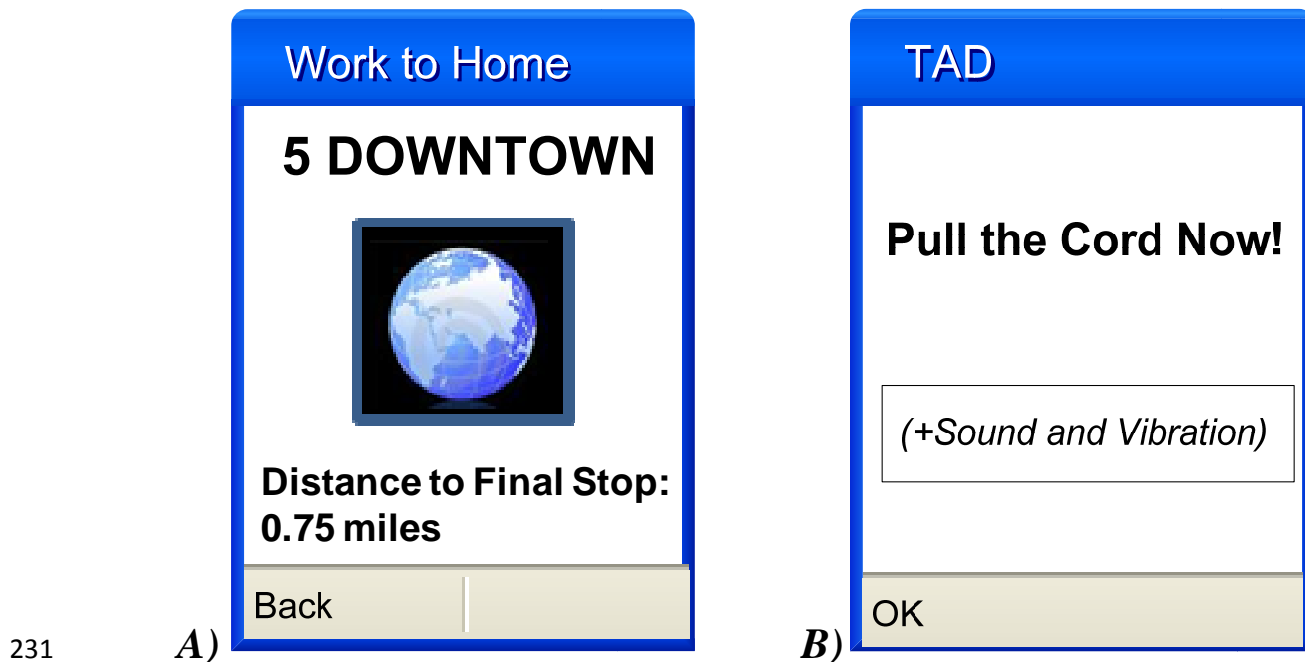 Work to Home
5 DOWNTOWN
Distance to Final Stop:
0.75 miles
Back
231 A)
TAD
Pull the Cord Now!
(+Sound and Vibration)
OK
B)